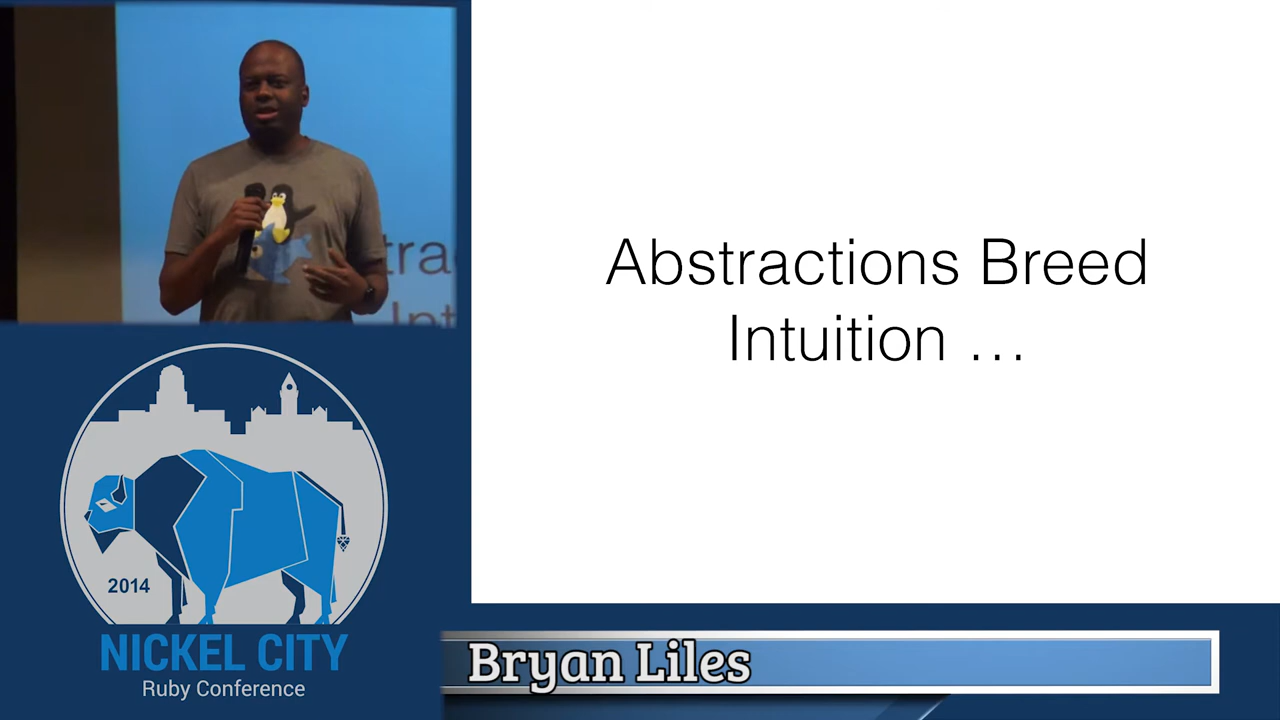 Abstractions Breed
Intuition …
2014
NICKEL CITY
Ruby Conference
Bryan Liles